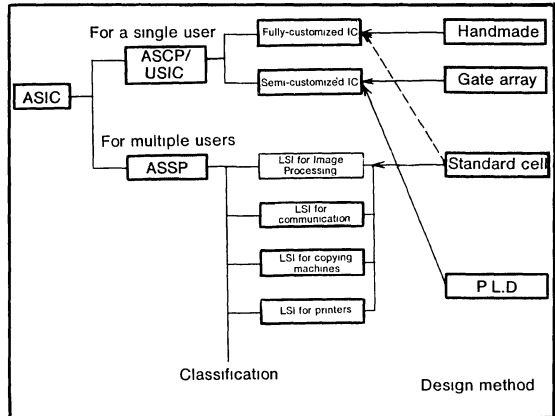 For a single user
Fully-customized IC
Handmade
ASCP/
USIC
Semi-customized IC
Gate array
ASIC
For multiple users
ASSP
LSI for Image
Processing
Standard cell
LSI for
communication
LSI for copying
machines
P L.D
LSI for printers
Classification
Design method